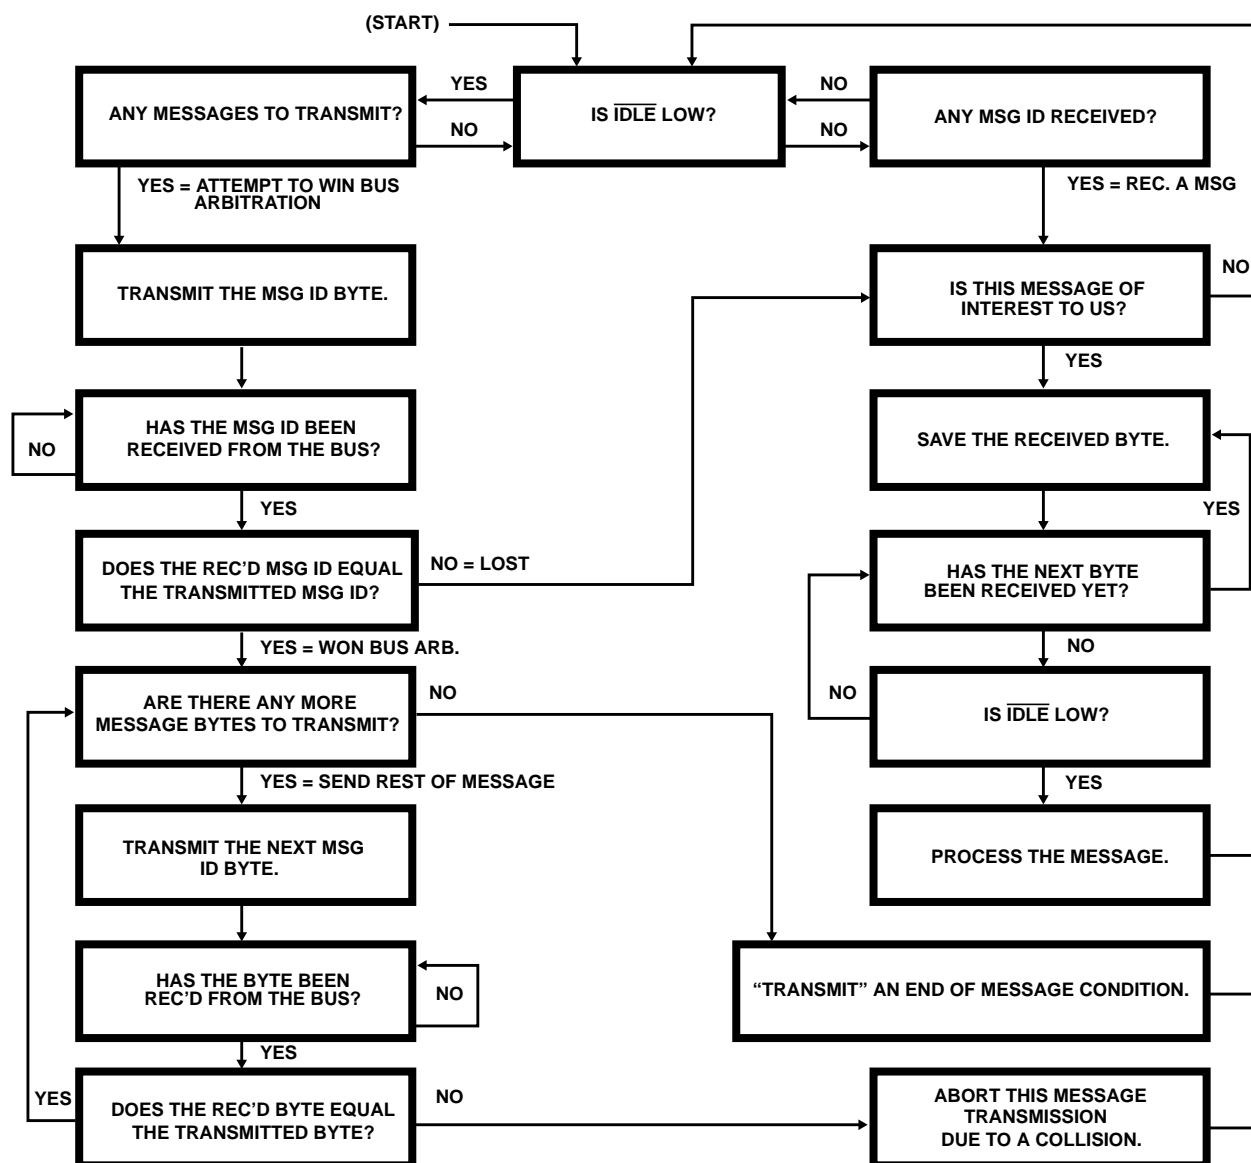 (START)
ANY MESSAGES TO TRANSMIT?
YES
NO
IS IDLE LOW?
NO
NO
ANY MSG ID RECEIVED?
YES = ATTEMPT TO WIN BUS
ARBITRATION
YES = REC. A MSG
TRANSMIT THE MSG ID BYTE.
IS THIS MESSAGE OF
INTEREST TO US?
NO
YES
HAS THE MSG ID BEEN
RECEIVED FROM THE BUS?
NO
SAVE THE RECEIVED BYTE.
YES
YES
DOES THE REC’D MSG ID EQUAL
THE TRANSMITTED MSG ID?
NO = LOST
HAS THE NEXT BYTE
BEEN RECEIVED YET?
YES = WON BUS ARB.
NO
ARE THERE ANY MORE
MESSAGE BYTES TO TRANSMIT?
NO
NO
IS IDLE LOW?
YES = SEND REST OF MESSAGE
YES
TRANSMIT THE NEXT MSG
ID BYTE.
PROCESS THE MESSAGE.
HAS THE BYTE BEEN
REC’D FROM THE BUS?
NO
“TRANSMIT” AN END OF MESSAGE CONDITION.
YES
YES
DOES THE REC’D BYTE EQUAL
THE TRANSMITTED BYTE?
NO
ABORT THIS MESSAGE
TRANSMISSION
DUE TO A COLLISION.